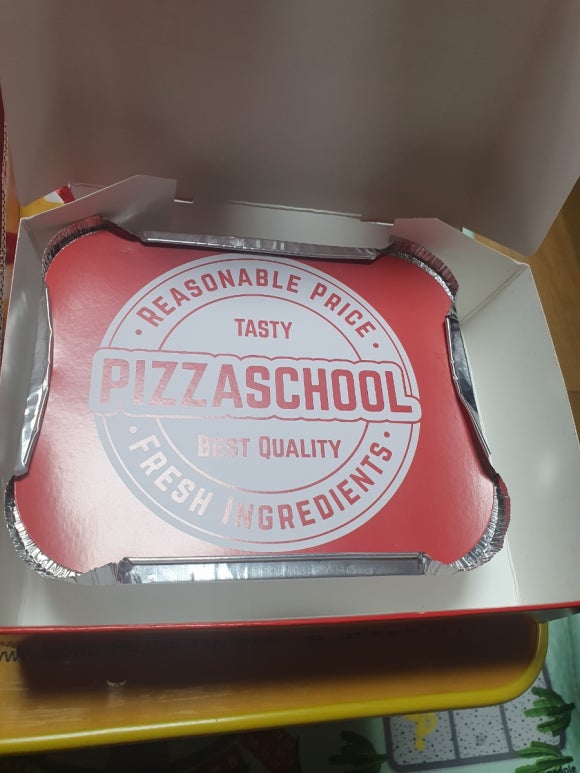 · REASONABLE PRICE ·
TASTY
PIZZASCHOOL
BEST QUALITY
· FRESH INGREDIENTS ·